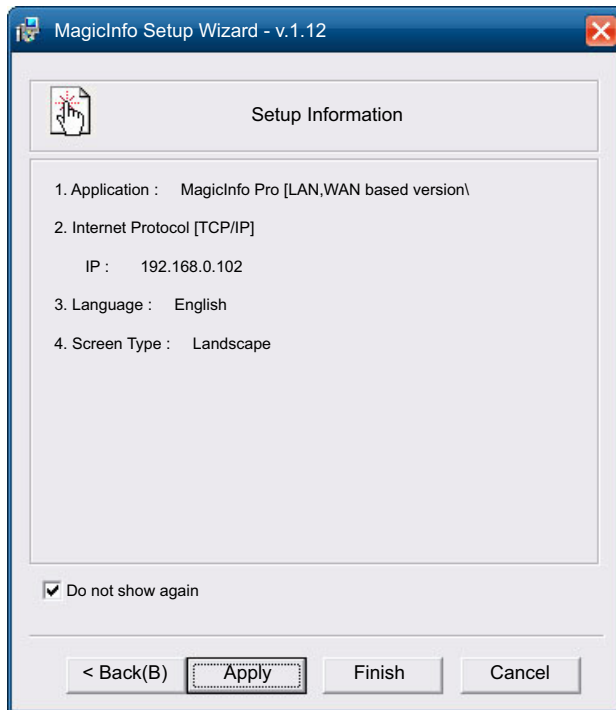 MagicInfo Setup Wizard - v.1.12
Setup Information
1. Application : MagicInfo Pro [LAN,WAN based version\
2. Internet Protocol [TCP/IP]
IP : 192.168.0.102
3. Language : English
4. Screen Type : Landscape
Do not show again
< Back(B) Apply Finish Cancel